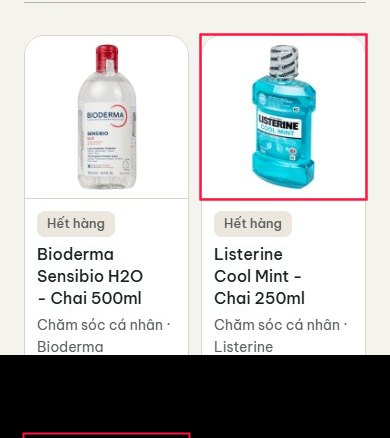 BIODERMA
SENSIBIO
H2O
LISTERINE
COOL MINT
Hết hàng
Bioderma
Sensibio H2O
- Chai 500ml
Chăm sóc cá nhân ·
Bioderma
Hết hàng
Listerine
Cool Mint -
Chai 250ml
Chăm sóc cá nhân ·
Listerine